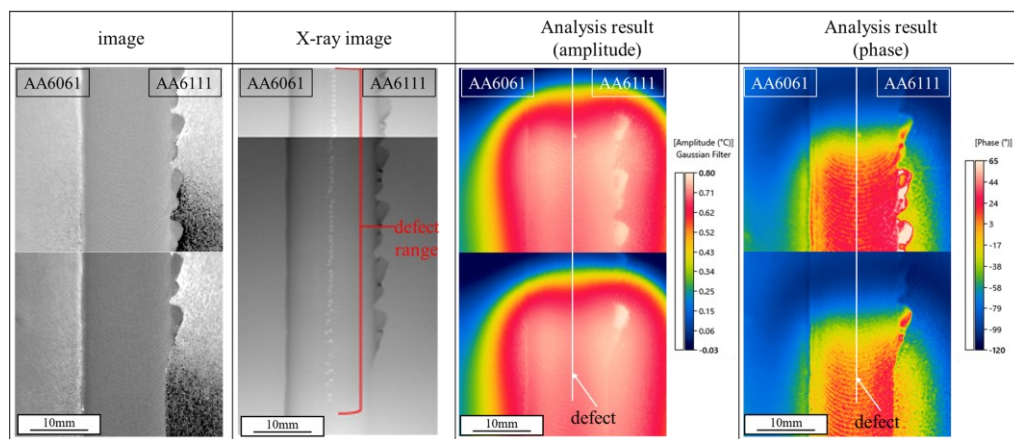 image
X-ray image
Analysis result
(amplitude)
Analysis result
(phase)
AA6061
AA6111
10mm
AA6061
AA6111
defect
range
10mm
AA6061
AA6111
defect
10mm
[Amplitude (°C)]
Gaussian Filter
0.80
0.71
0.62
0.52
0.43
0.34
0.24
0.15
0.06
-0.03
AA6061
AA6111
defect
10mm
[Phase (°)]
65
44
24
3
-17
-38
-58
-79
-99
-120